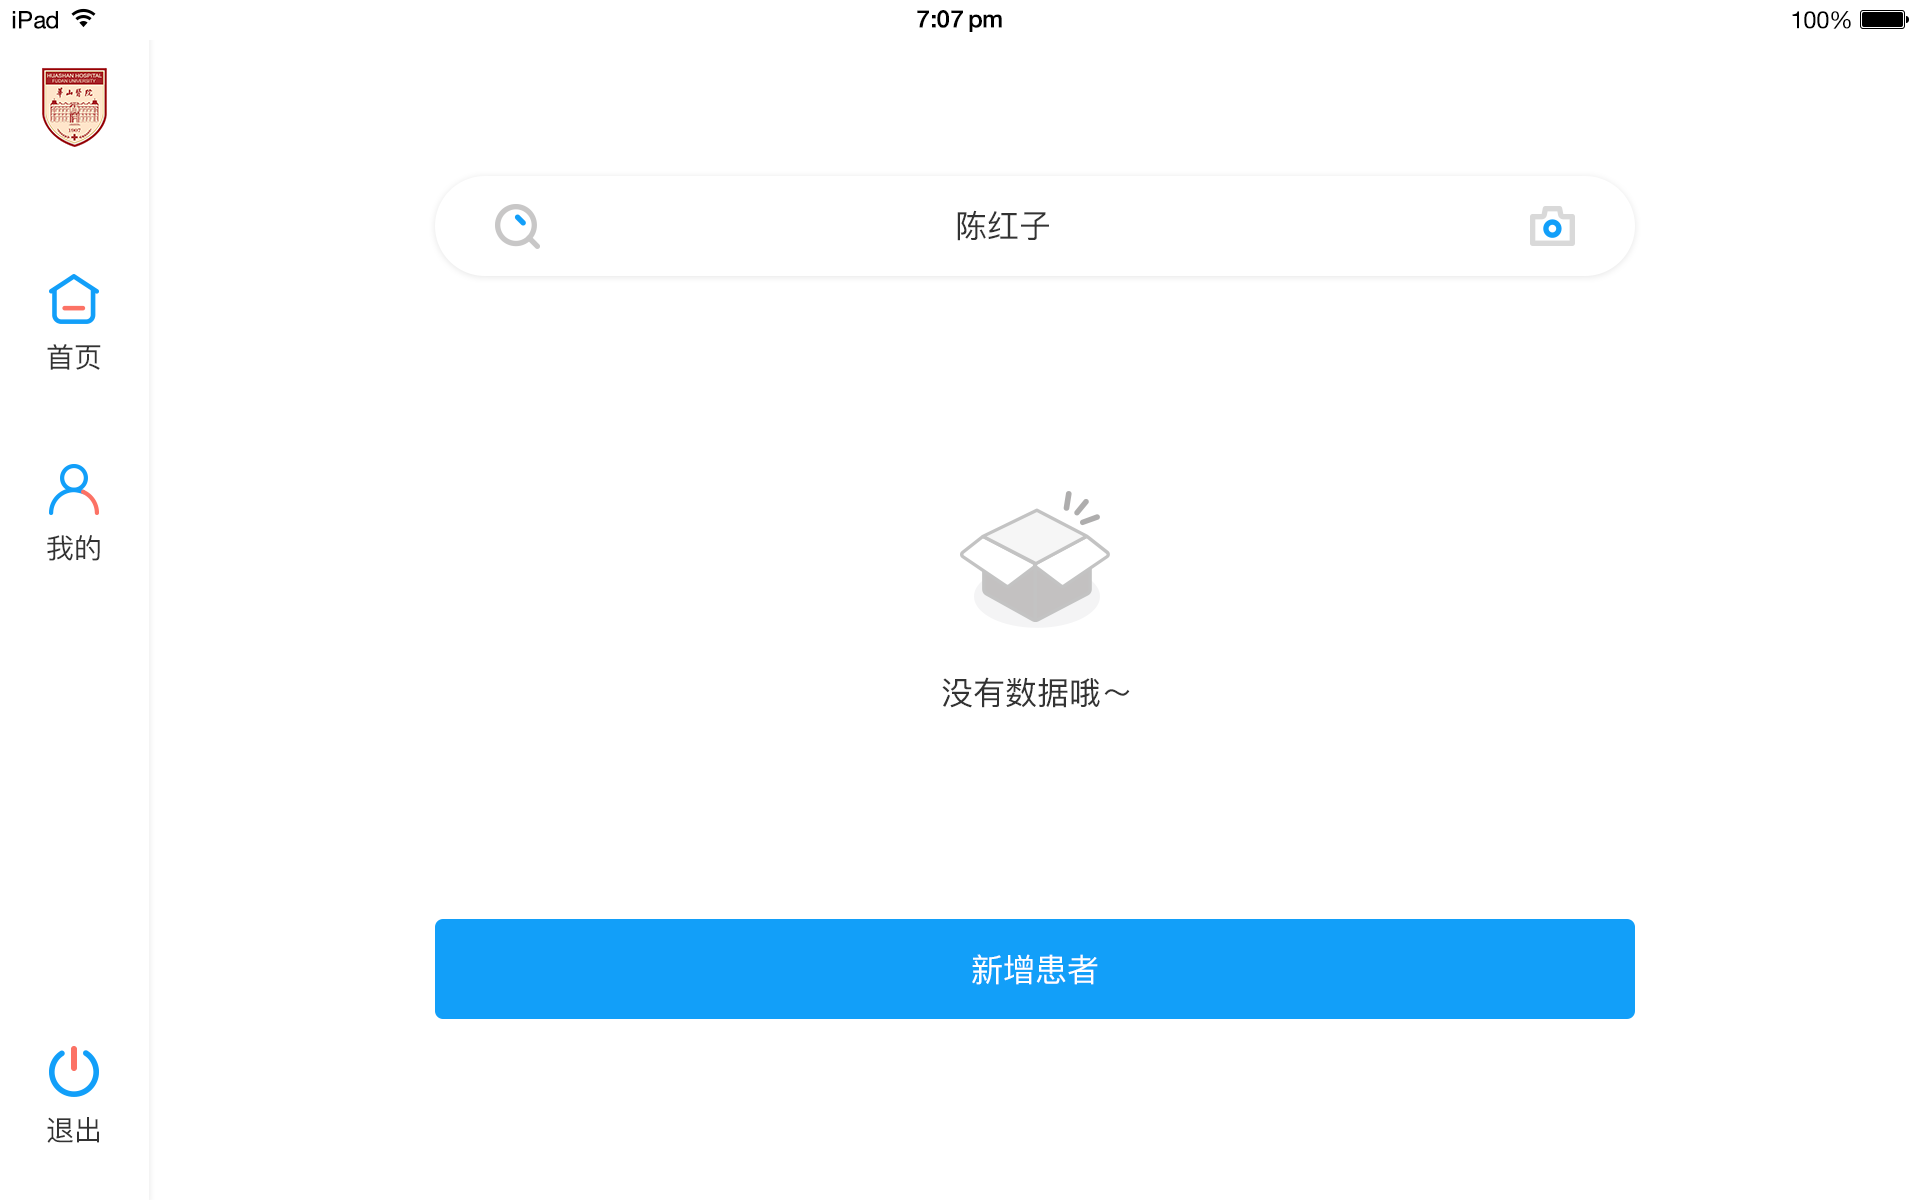 iPad
7:07 pm
100%
HUASHAN HOSPITAL
FUDAN UNIVERSITY
華山醫院
1907
陈红子
首页
我的
没有数据哦～
新增患者
退出